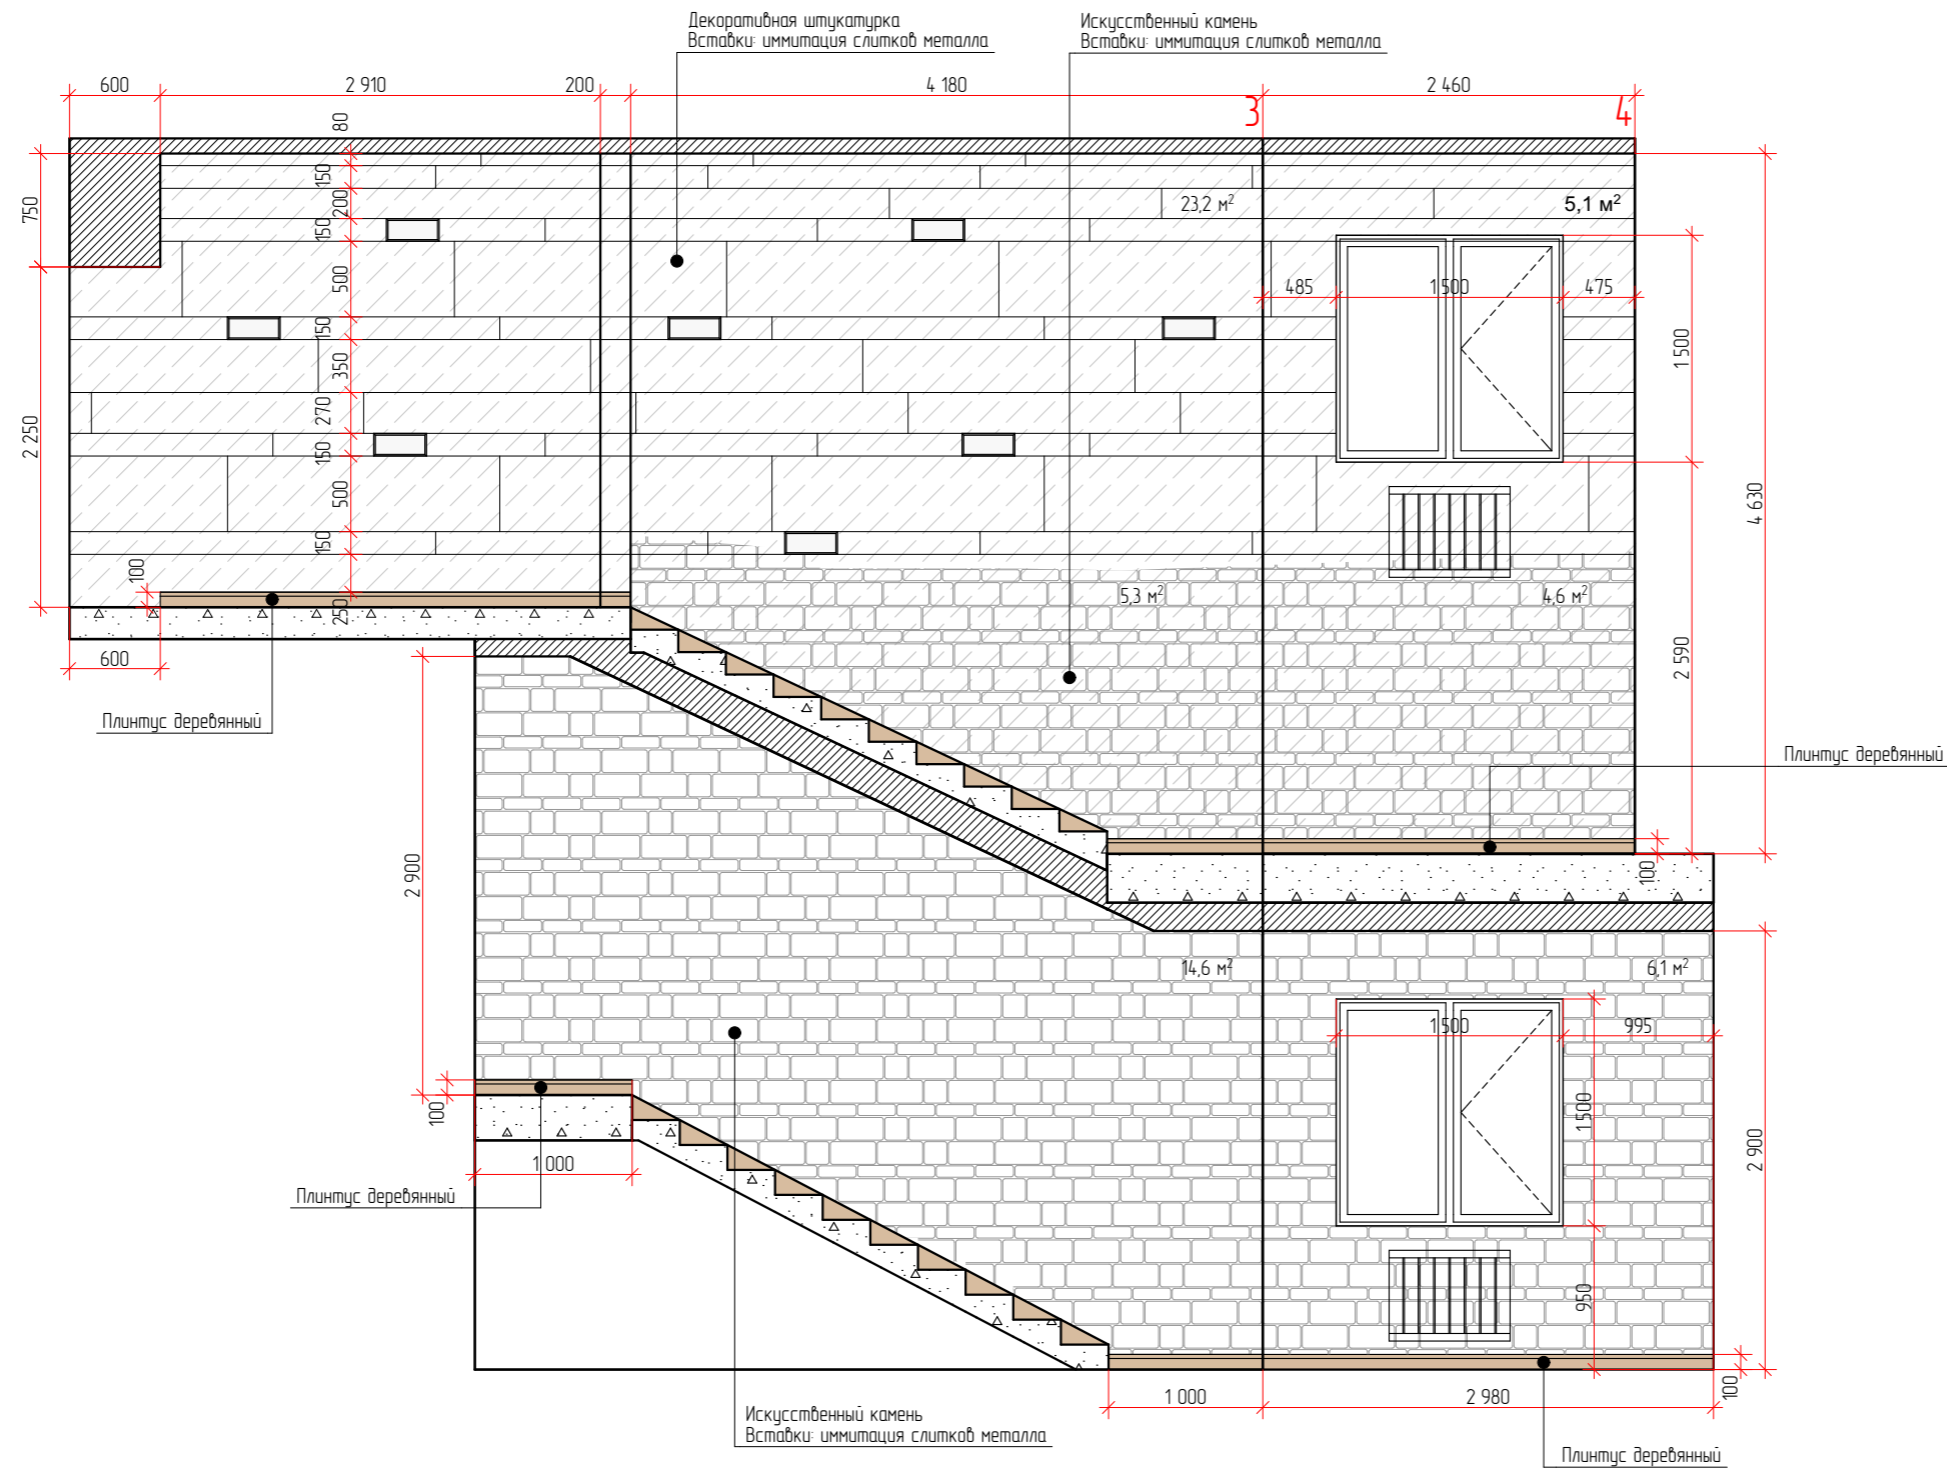 Декоративная штукатурка
Вставки: иммитация слитков металла
Искусственный камень
Вставки: иммитация слитков металла
600
2 910
200
4 180
2 460
3
4
80
750
150
200
150
500
150
350
270
150
500
150
250
2 250
100
600
23,2 м²
5,1 м²
485
1 500
475
1 500
4 630
2 590
5,3 м²
4,6 м²
Плинтус деревянный
Плинтус деревянный
100
2 900
14,6 м²
6,1 м²
1 500
995
1 500
950
2 900
100
1 000
Плинтус деревянный
1 000
2 980
100
Искусственный камень
Вставки: иммитация слитков металла
Плинтус деревянный